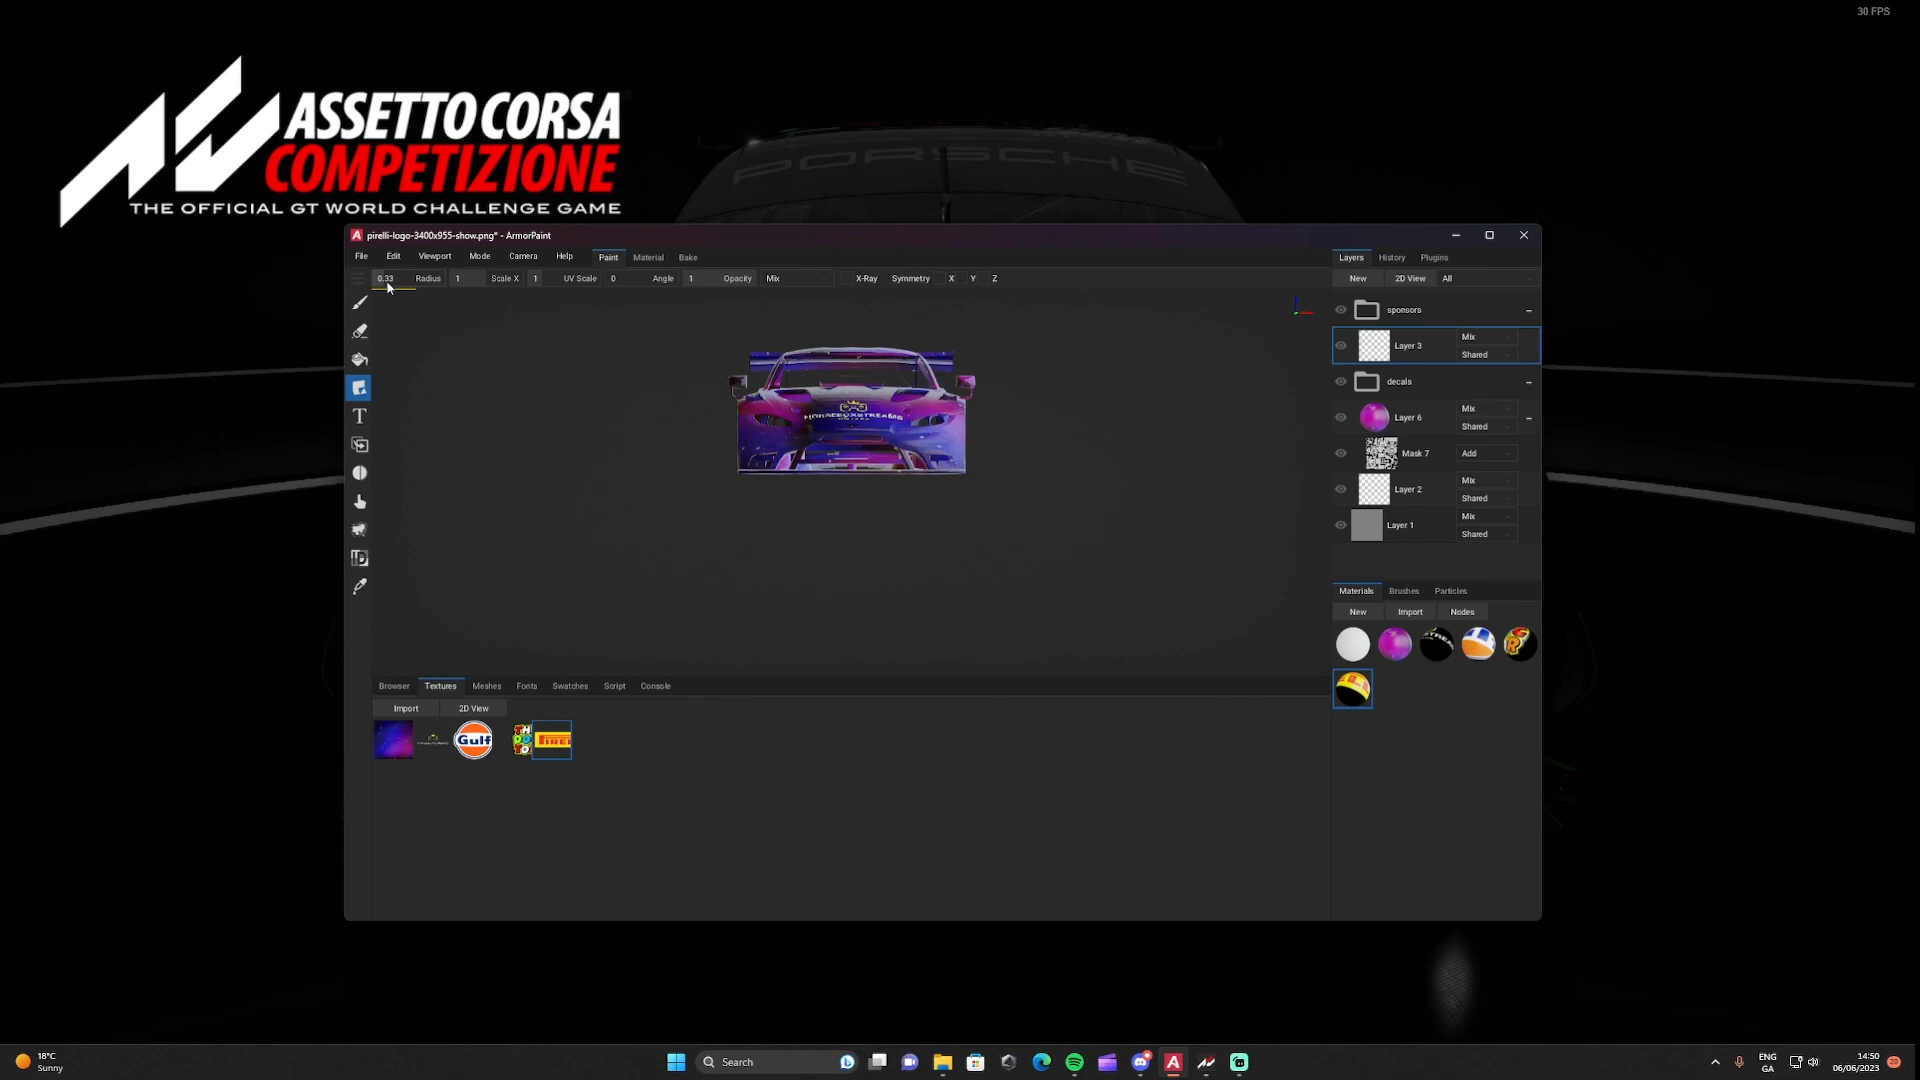 30 FPS
ASSETTO CORSA
COMPETIZIONE
THE OFFICIAL GT WORLD CHALLENGE GAME
PORSCHE
pirelli-logo-3400x955-show.png* - ArmorPaint
File Edit Viewport Mode Camera Help Paint Material Bake
Layers History Plugins
0.33 Radius 1 Scale X 1 UV Scale 0 Angle 1 Opacity Mix X-Ray Symmetry X Y Z
New 2D View All
sponsors
Layer 3 Mix
Shared
decals
Layer 6 Mix
Shared
Mask 7 Add
Layer 2 Mix
Shared
Layer 1 Mix
Shared
HORSEBOXSTREAMS
Materials Brushes Particles
New Import Nodes
Browser Textures Meshes Fonts Swatches Script Console
Import 2D View
Gulf
18°C
Sunny
Search
ENG
GA
14:50
06/06/2023
20